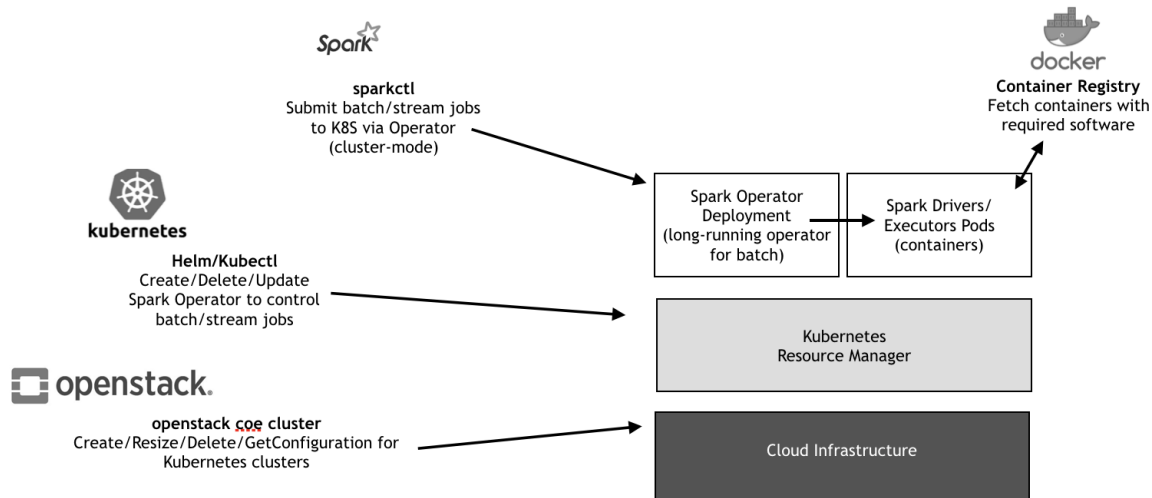 Spark
sparkctl
Submit batch/stream jobs
to K8S via Operator
(cluster-mode)
docker
Container Registry
Fetch containers with
required software
kubernetes
Helm/Kubectl
Create/Delete/Update
Spark Operator to control
batch/stream jobs
Spark Operator
Deployment
(long-running operator
for batch)
Spark Drivers/
Executors Pods
(containers)
Kubernetes
Resource Manager
openstack.
openstack coe cluster
Create/Resize/Delete/GetConfiguration for
Kubernetes clusters
Cloud Infrastructure